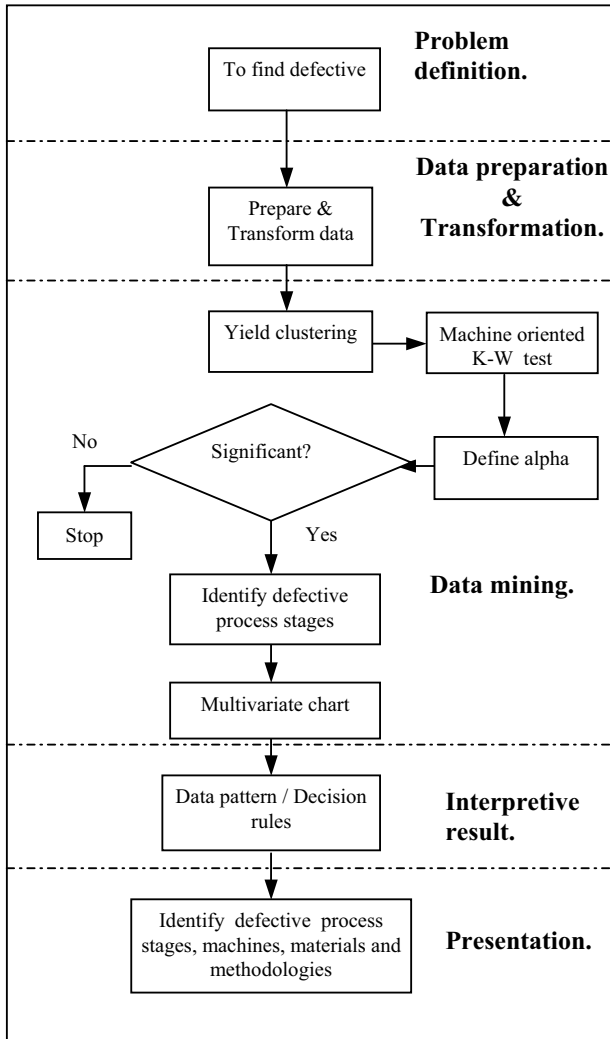 Problem
definition.
To find defective
Data preparation
&
Transformation.
Prepare &
Transform data
Yield clustering
Machine oriented
K-W test
No
Significant?
Define alpha
Stop
Yes
Identify defective
process stages
Data mining.
Multivariate chart
Data pattern / Decision
rules
Interpretive
result.
Identify defective process
stages, machines, materials and
methodologies
Presentation.